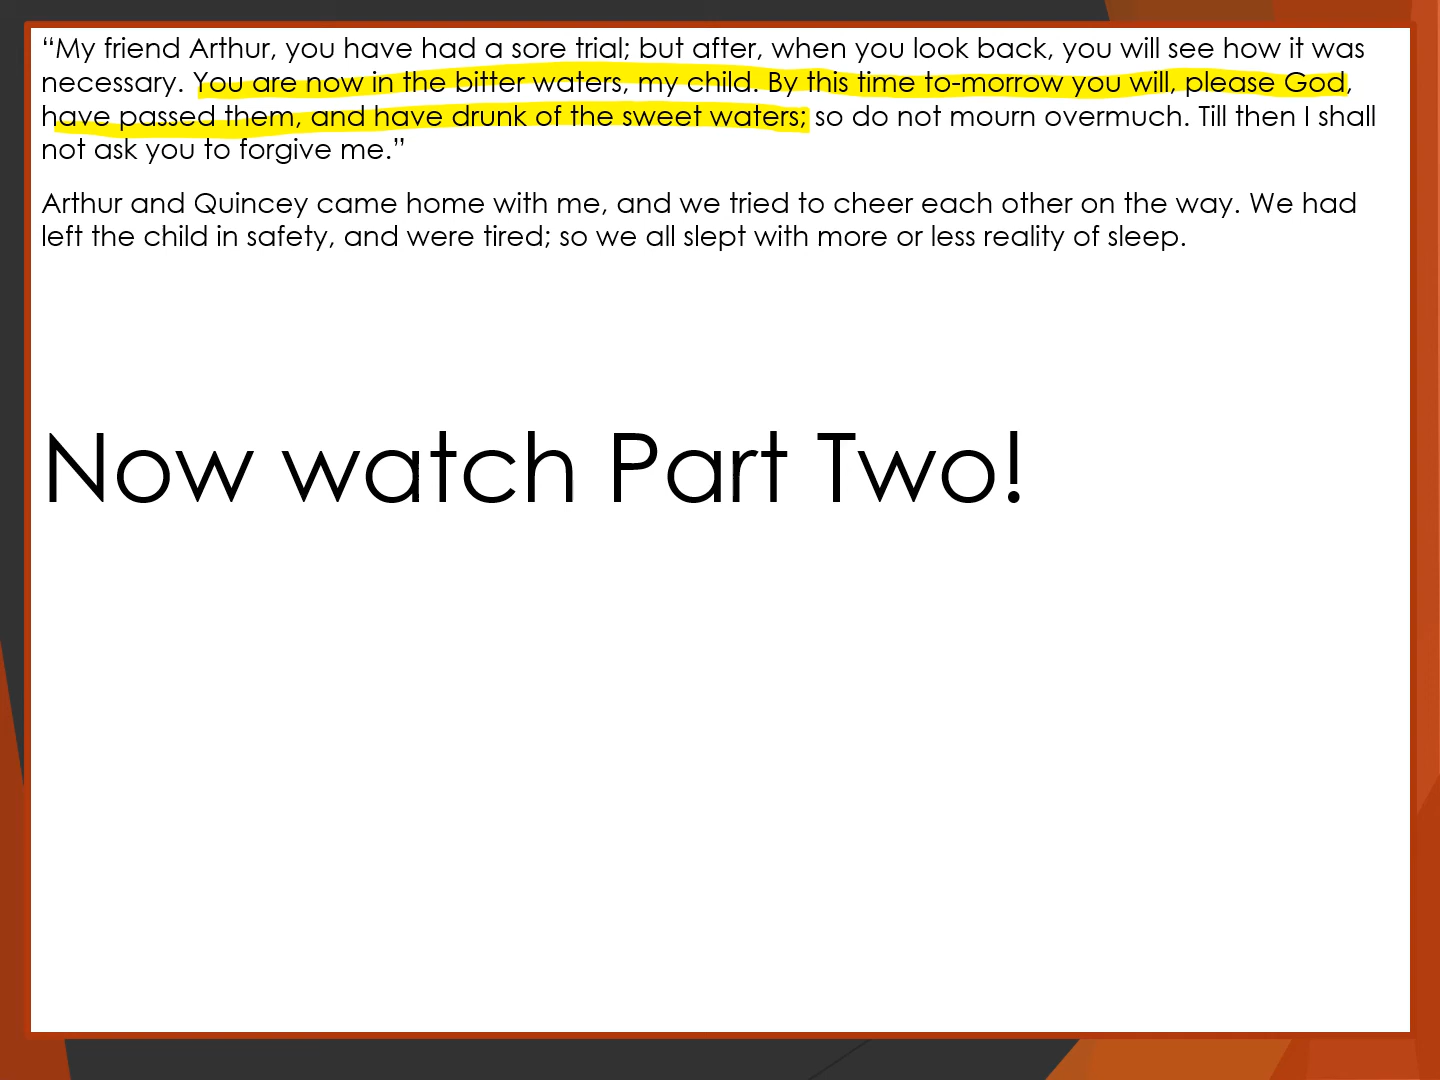 “My friend Arthur, you have had a sore trial; but after, when you look back, you will see how it was
necessary. You are now in the bitter waters, my child. By this time to-morrow you will, please God,
have passed them, and have drunk of the sweet waters; so do not mourn overmuch. Till then I shall
not ask you to forgive me.”
Arthur and Quincey came home with me, and we tried to cheer each other on the way. We had
left the child in safety, and were tired; so we all slept with more or less reality of sleep.
Now watch Part Two!